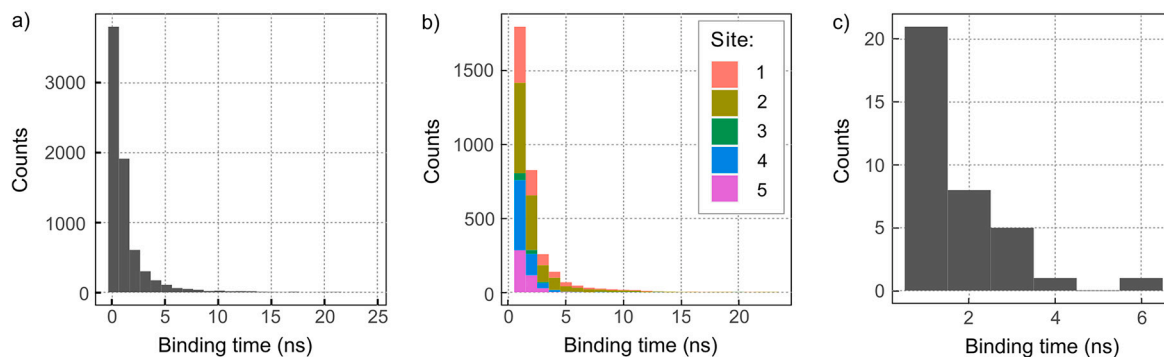 a)
Counts
3000
2000
1000
0
0 5 10 15 20 25
Binding time (ns)
b)
Counts
1500
1000
500
0
0 5 10 15 20
Binding time (ns)
Site:
1
2
3
4
5
c)
Counts
20
15
10
5
0
2 4 6
Binding time (ns)